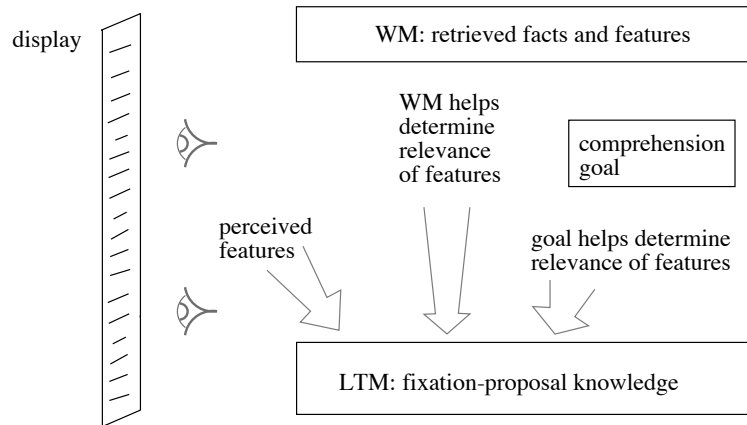 display
WM: retrieved facts and features
WM helps
determine
relevance
of features
comprehension
goal
perceived
features
goal helps determine
relevance of features
LTM: fixation-proposal knowledge